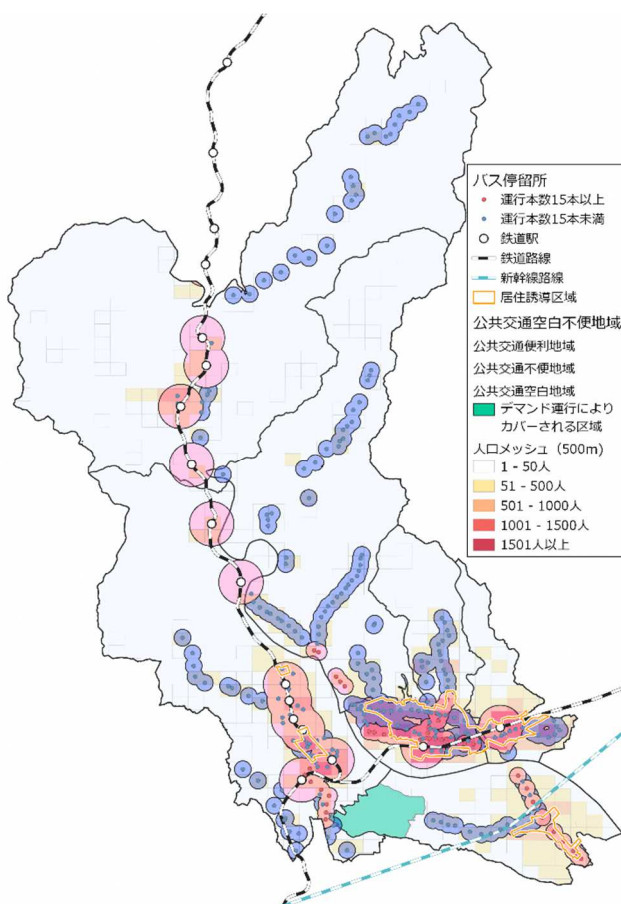 バス停留所
運行本数15本以上
運行本数15本未満
鉄道駅
鉄道路線
新幹線路線
居住誘導区域
公共交通空白不便地域
公共交通便利地域
公共交通不便地域
公共交通空白地域
デマンド運行により
カバーされる区域
人口メッシュ（500m）
1 - 50人
51 - 500人
501 - 1000人
1001 - 1500人
1501人以上